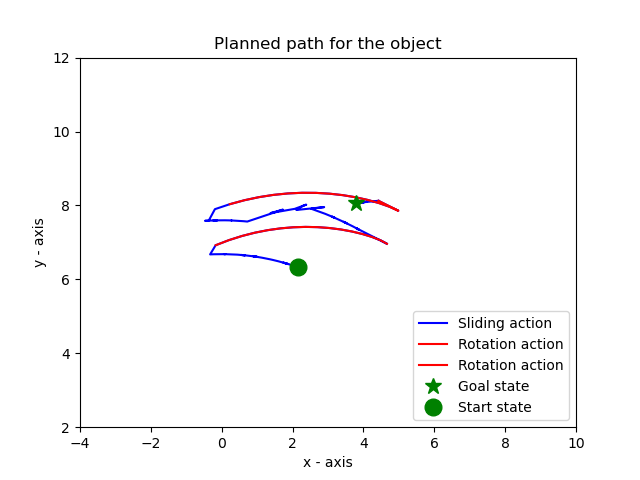 Planned path for the object
12
10
8
6
4
2
y - axis
−4
−2
0
2
4
6
8
10
x - axis
Sliding action
Rotation action
Rotation action
Goal state
Start state